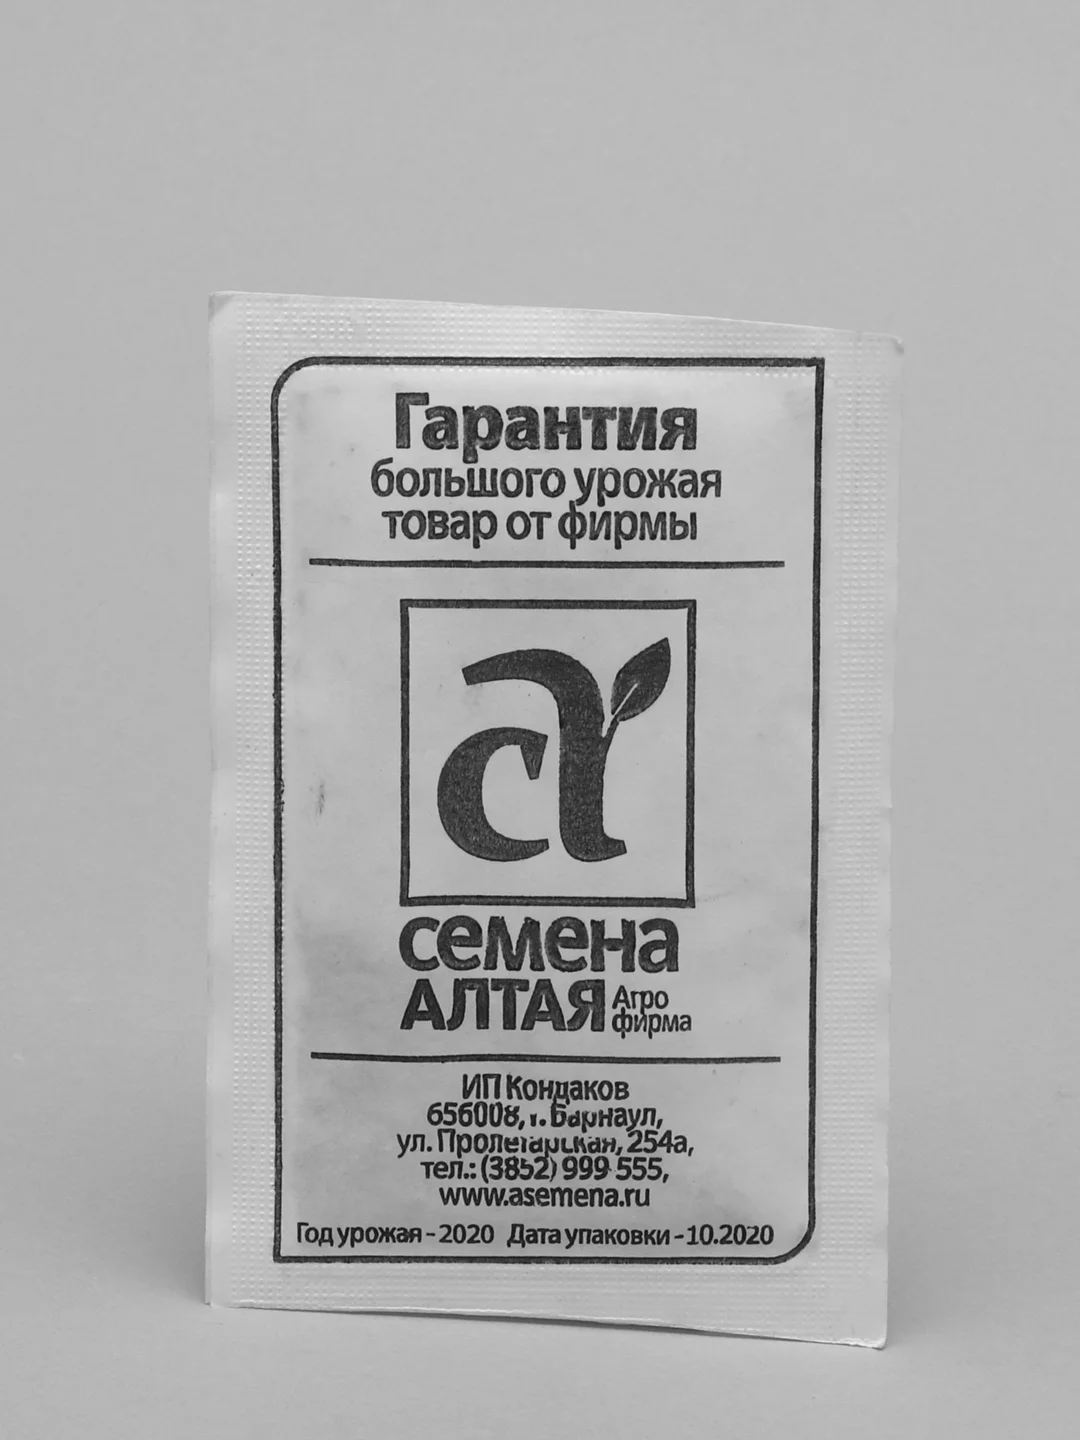 Гарантия
большого урожая
товар от фирмы
семена
АЛТАЯ Агро
фирма
ИП Кондаков
656008, г. Барнаул,
ул. Пролетарская, 254а,
тел.: (3852) 999 555,
www.asemena.ru
Год урожая - 2020 Дата упаковки - 10.2020